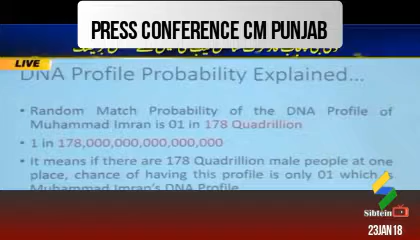 PRESS CONFERENCE CM PUNJAB
LIVE
DNA Profile Probability Explained...
• Random Match Probability of the DNA Profile of
Muhammad Imran is 01 in 178 Quadrillion
• 1 in 178,000,000,000,000,000
• It means if there are 178 Quadrillion male people at one
place, chance of having this profile is only 01 which is
Muhammad Imran's DNA Profile
Sibtein
23JAN18